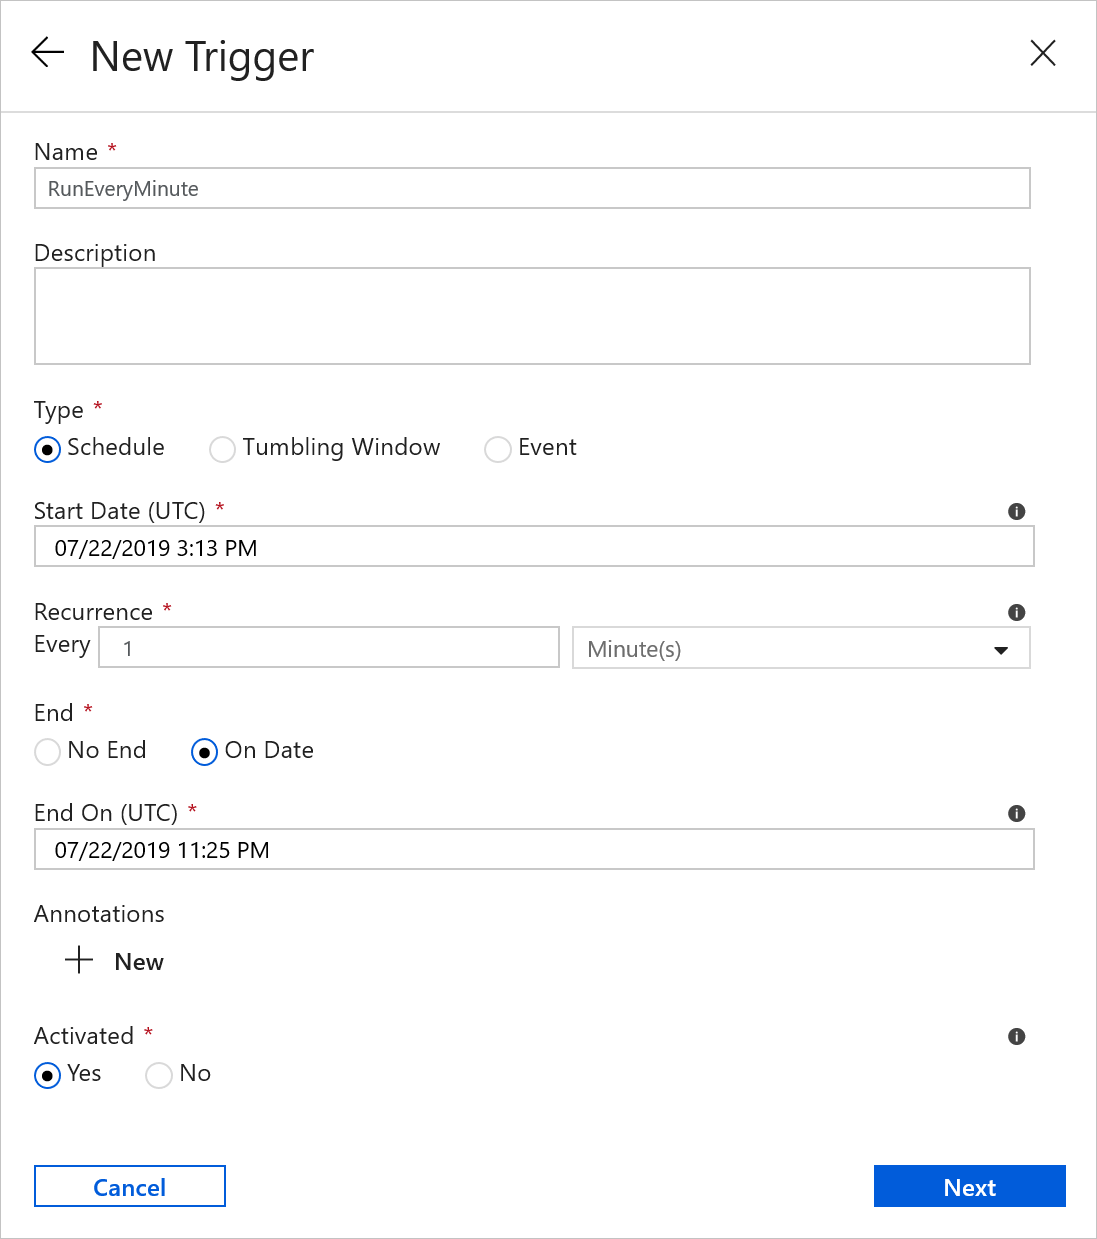 New Trigger
Name *
RunEveryMinute
Description
Type *
Schedule Tumbling Window Event
Start Date (UTC) *
07/22/2019 3:13 PM
Recurrence *
Every 1 Minute(s)
End *
No End On Date
End On (UTC) *
07/22/2019 11:25 PM
Annotations
New
Activated *
Yes No
Cancel Next